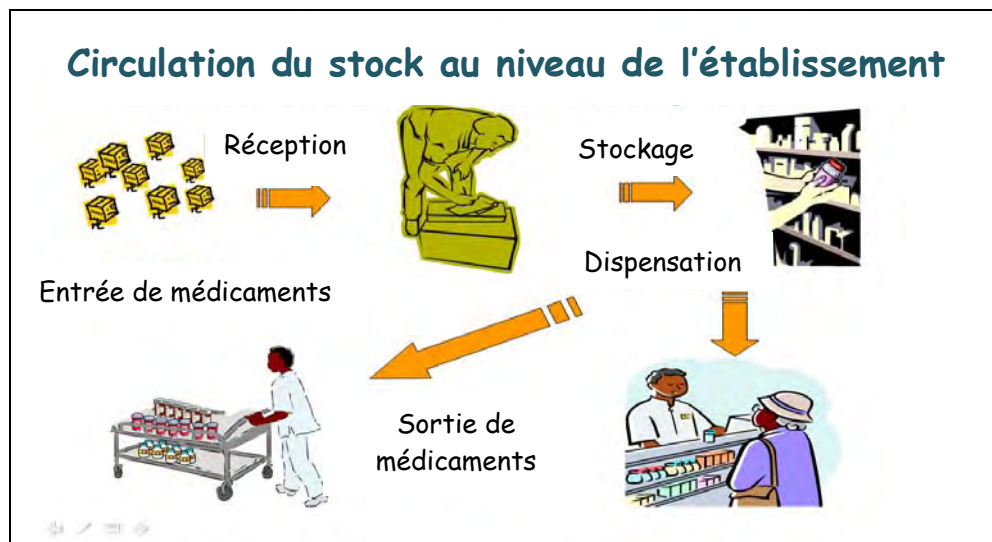 Circulation du stock au niveau de l'établissement
Réception
Stockage
Entrée de médicaments
Dispensation
Sortie de
médicaments